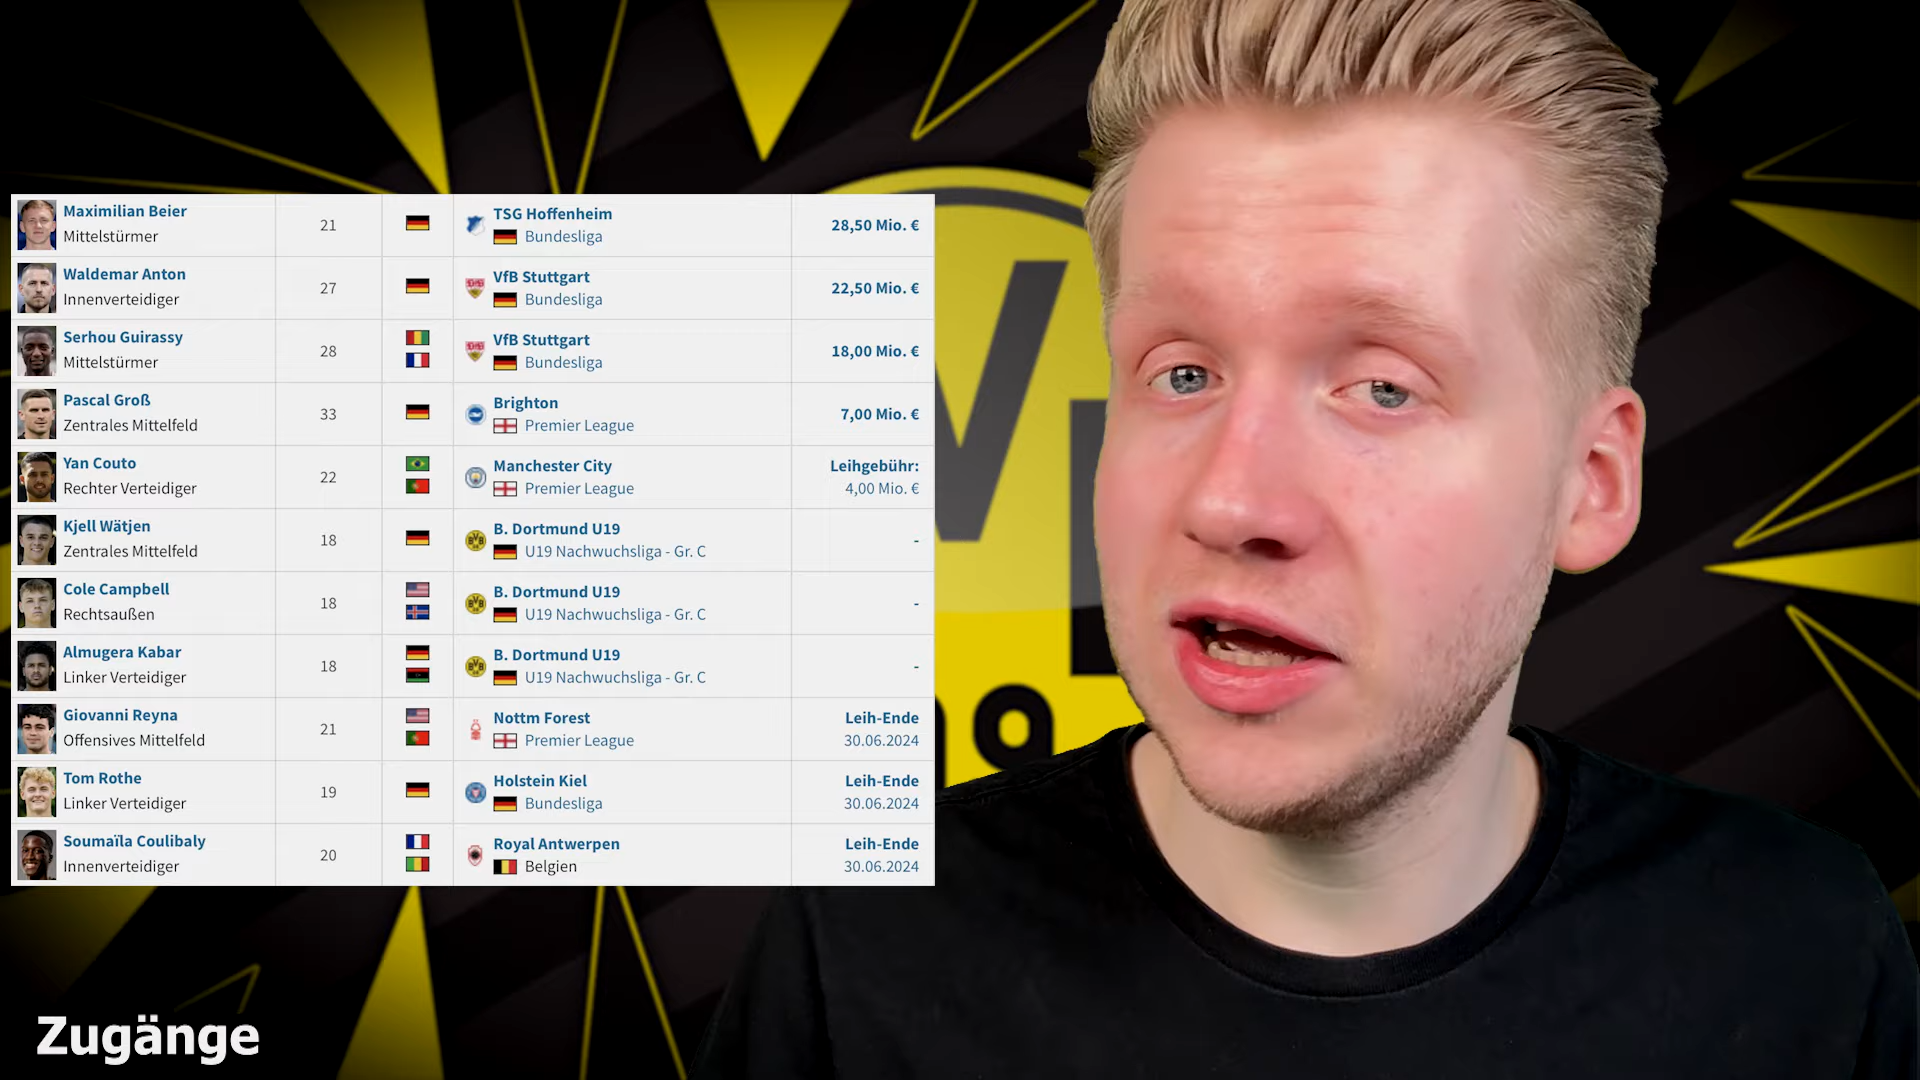 Maximilian Beier
Mittelstürmer
21
TSG Hoffenheim
Bundesliga
28,50 Mio. €
Waldemar Anton
Innenverteidiger
27
VfB Stuttgart
Bundesliga
22,50 Mio. €
Serhou Guirassy
Mittelstürmer
28
VfB Stuttgart
Bundesliga
18,00 Mio. €
Pascal Groß
Zentrales Mittelfeld
33
Brighton
Premier League
7,00 Mio. €
Yan Couto
Rechter Verteidiger
22
Manchester City
Premier League
Leihgebühr:
4,00 Mio. €
Kjell Wätjen
Zentrales Mittelfeld
18
B. Dortmund U19
U19 Nachwuchsliga - Gr. C
-
Cole Campbell
Rechtsaußen
18
B. Dortmund U19
U19 Nachwuchsliga - Gr. C
-
Almugera Kabar
Linker Verteidiger
18
B. Dortmund U19
U19 Nachwuchsliga - Gr. C
-
Giovanni Reyna
Offensives Mittelfeld
21
Nottm Forest
Premier League
Leih-Ende
30.06.2024
Tom Rothe
Linker Verteidiger
19
Holstein Kiel
Bundesliga
Leih-Ende
30.06.2024
Soumaïla Coulibaly
Innenverteidiger
20
Royal Antwerpen
Belgien
Leih-Ende
30.06.2024
Zugänge